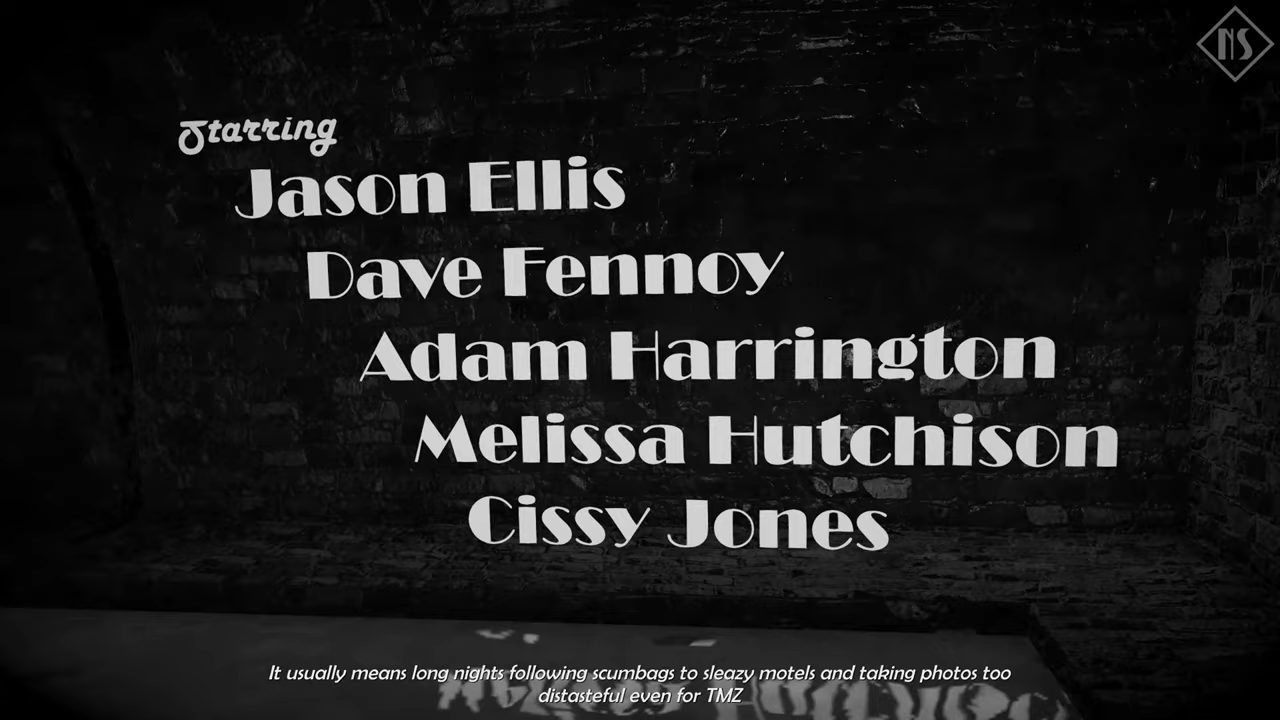 NS
Starring
Jason Ellis
Dave Fennoy
Adam Harrington
Melissa Hutchison
Cissy Jones
It usually means long nights following scumbags to sleazy motels and taking photos too
distasteful even for TMZ